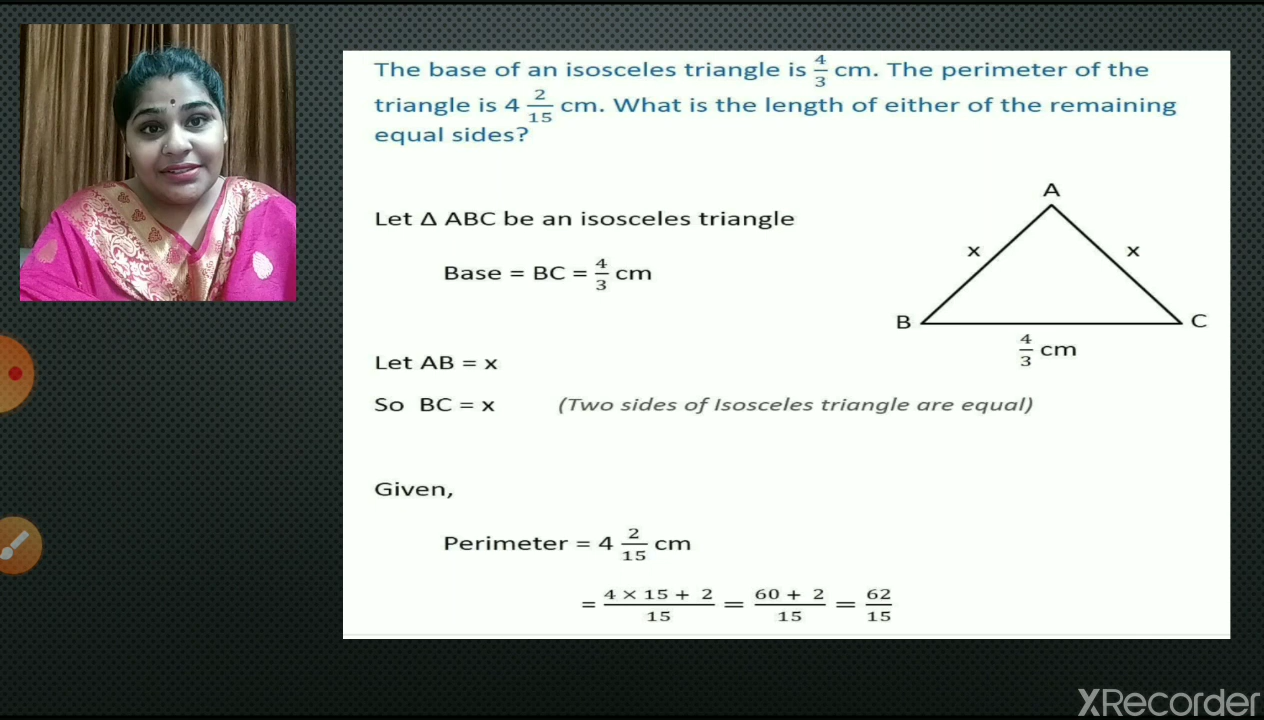 The base of an isosceles triangle is 4/3 cm. The perimeter of the
triangle is 4 2/15 cm. What is the length of either of the remaining
equal sides?
A
Let Δ ABC be an isosceles triangle
x x
Base = BC = 4/3 cm
B C
4/3 cm
Let AB = x
So BC = x (Two sides of Isosceles triangle are equal)
Given,
Perimeter = 4 2/15 cm
= 4 × 15 + 2/15 = 60 + 2/15 = 62/15
XRecorder